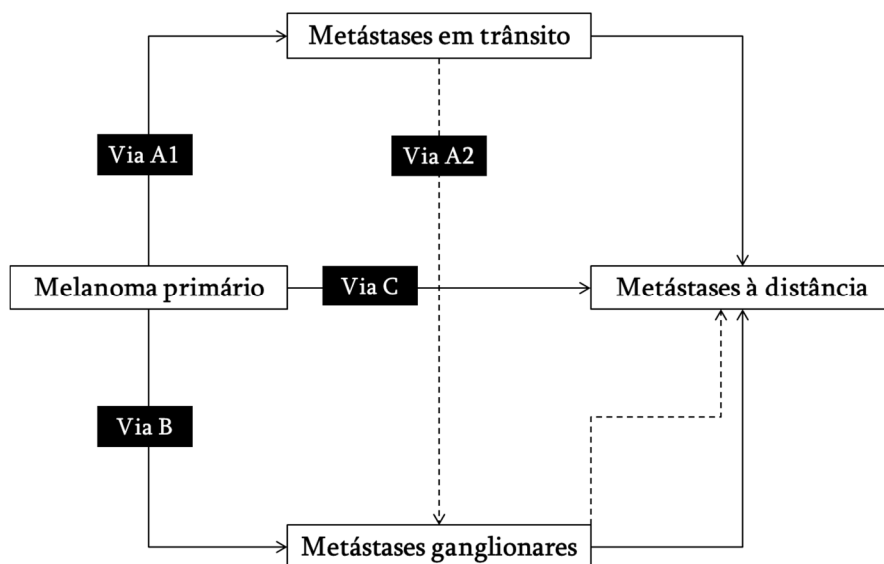 Metástases em trânsito
Via A1
Via A2
Melanoma primário
Via C
Metástases à distância
Via B
Metástases ganglionares